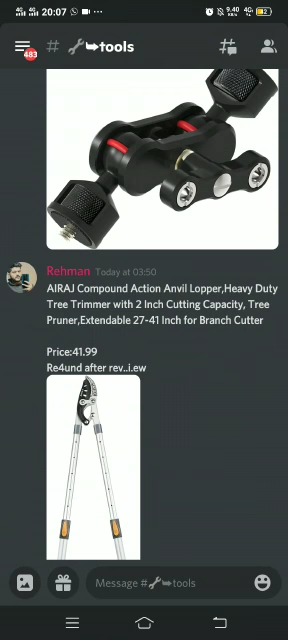 20:07
9.40
483
# 🔧➥tools
Rehman Today at 03:50
AIRAJ Compound Action Anvil Lopper,Heavy Duty
Tree Trimmer with 2 Inch Cutting Capacity, Tree
Pruner,Extendable 27-41 Inch for Branch Cutter
Price:41.99
Re4und after rev..i.ew
Message #🔧➥tools